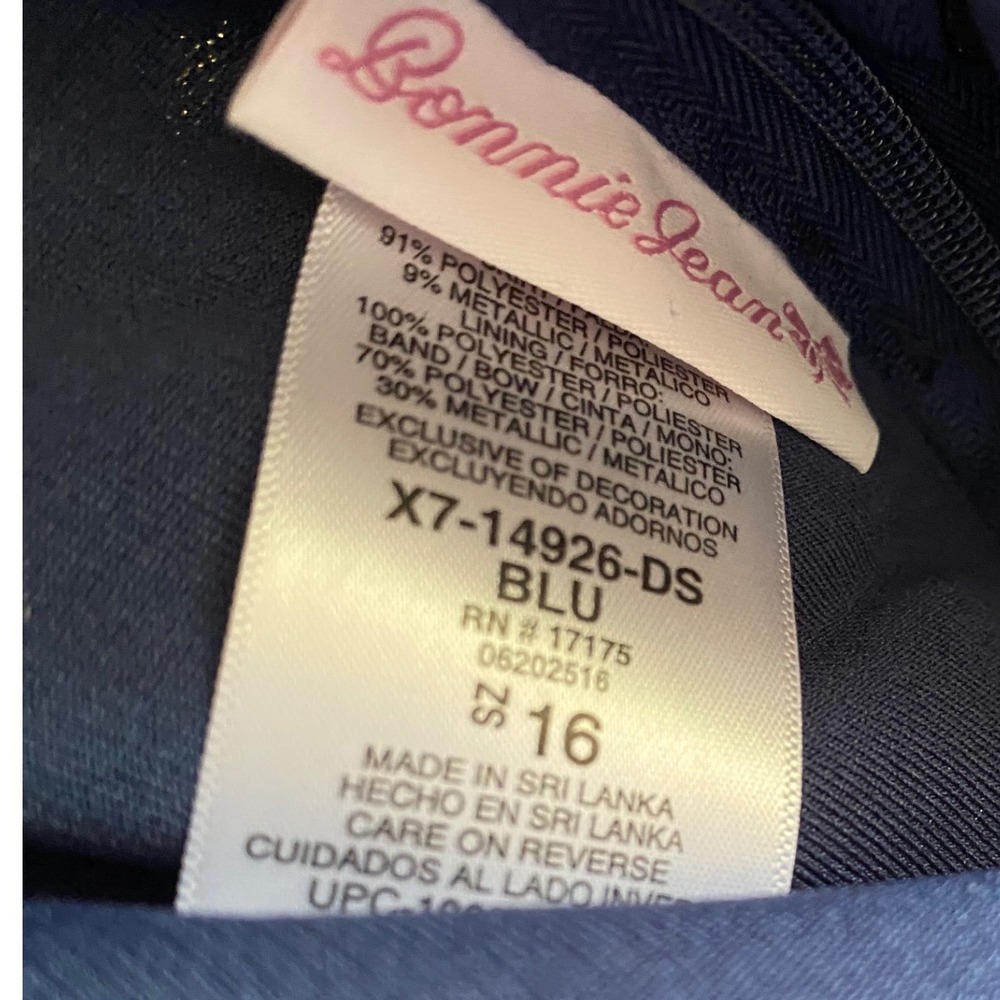 Bonnie Jean
91% POLYESTER / POLIESTER
9% METALLIC / METALICO
LINING / FORRO:
100% POLYESTER / POLIESTER
BAND / BOW / CINTA / MONO:
70% POLYESTER / POLIESTER
30% METALLIC / METALICO
EXCLUSIVE OF DECORATION
EXCLUYENDO ADORNOS
X7-14926-DS
BLU
RN # 17175
06202516
SZ 16
MADE IN SRI LANKA
HECHO EN SRI LANKA
CARE ON REVERSE
CUIDADOS AL LADO
UPC-